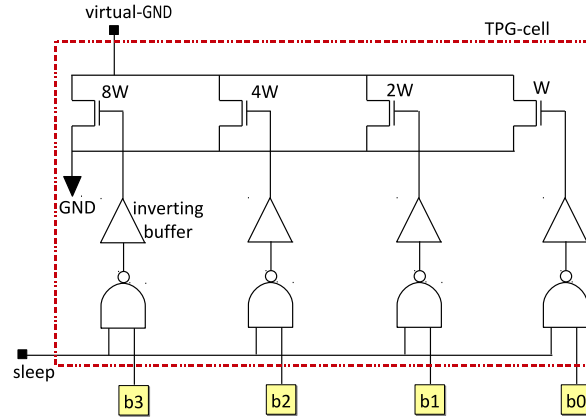 virtual-GND
TPG-cell
8W
4W
2W
W
GND
inverting
buffer
sleep
b3
b2
b1
b0